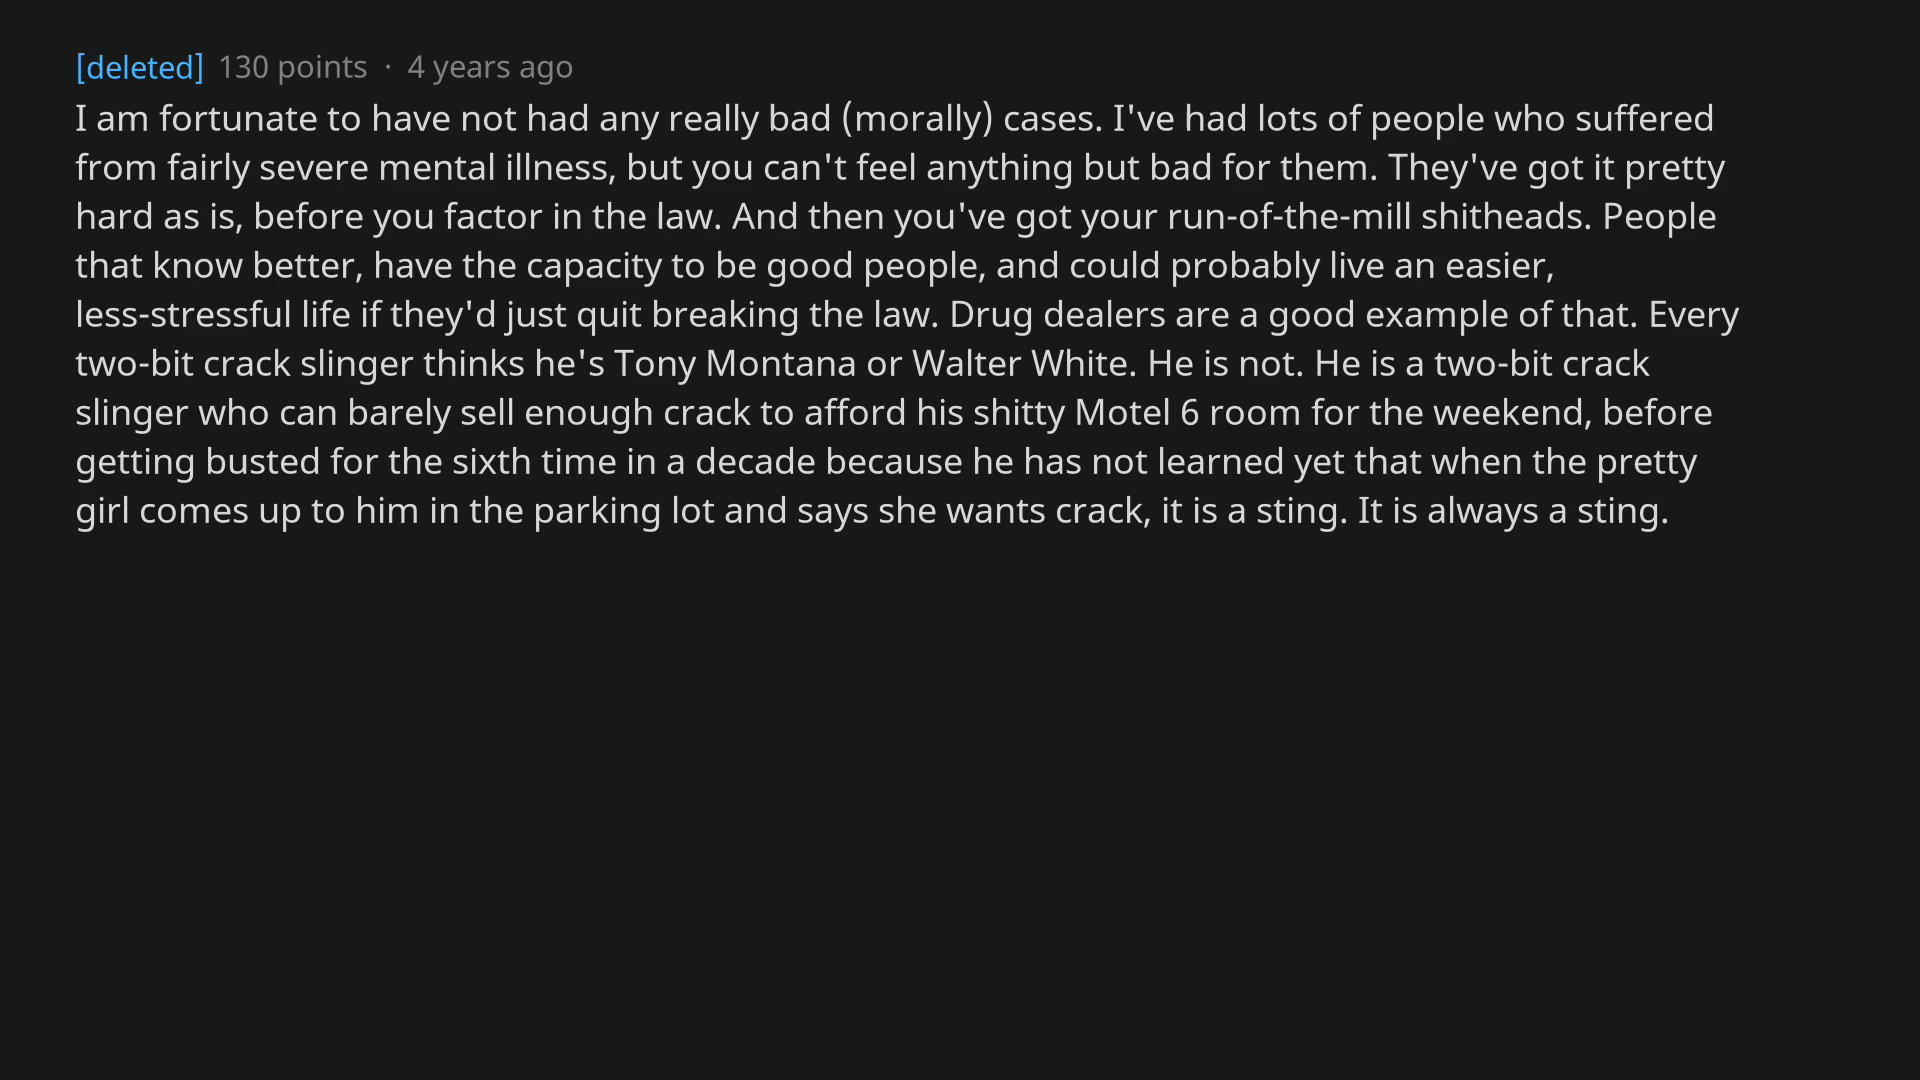 [deleted] 130 points · 4 years ago
I am fortunate to have not had any really bad (morally) cases. I've had lots of people who suffered
from fairly severe mental illness, but you can't feel anything but bad for them. They've got it pretty
hard as is, before you factor in the law. And then you've got your run-of-the-mill shitheads. People
that know better, have the capacity to be good people, and could probably live an easier,
less-stressful life if they'd just quit breaking the law. Drug dealers are a good example of that. Every
two-bit crack slinger thinks he's Tony Montana or Walter White. He is not. He is a two-bit crack
slinger who can barely sell enough crack to afford his shitty Motel 6 room for the weekend, before
getting busted for the sixth time in a decade because he has not learned yet that when the pretty
girl comes up to him in the parking lot and says she wants crack, it is a sting. It is always a sting.